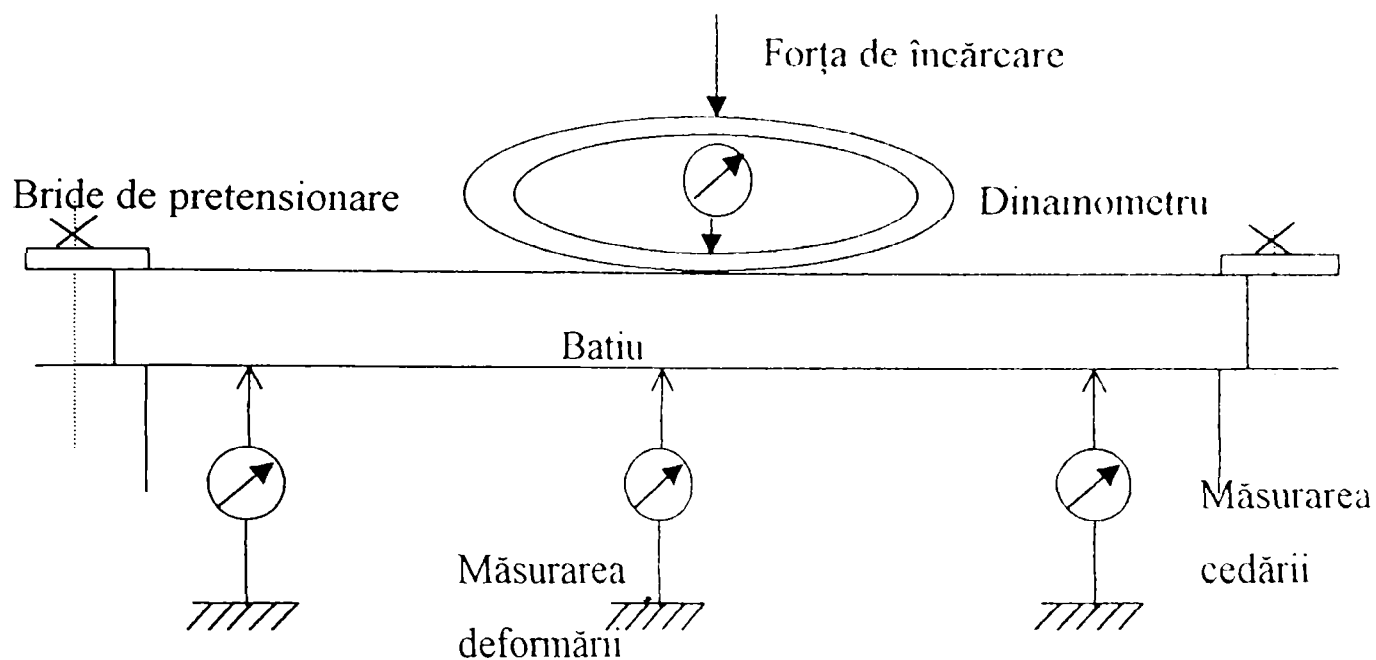 Forța de încărcare
Bride de pretensionare
Dinamometru
Batiu
Măsurarea
cedării
Măsurarea
deformării